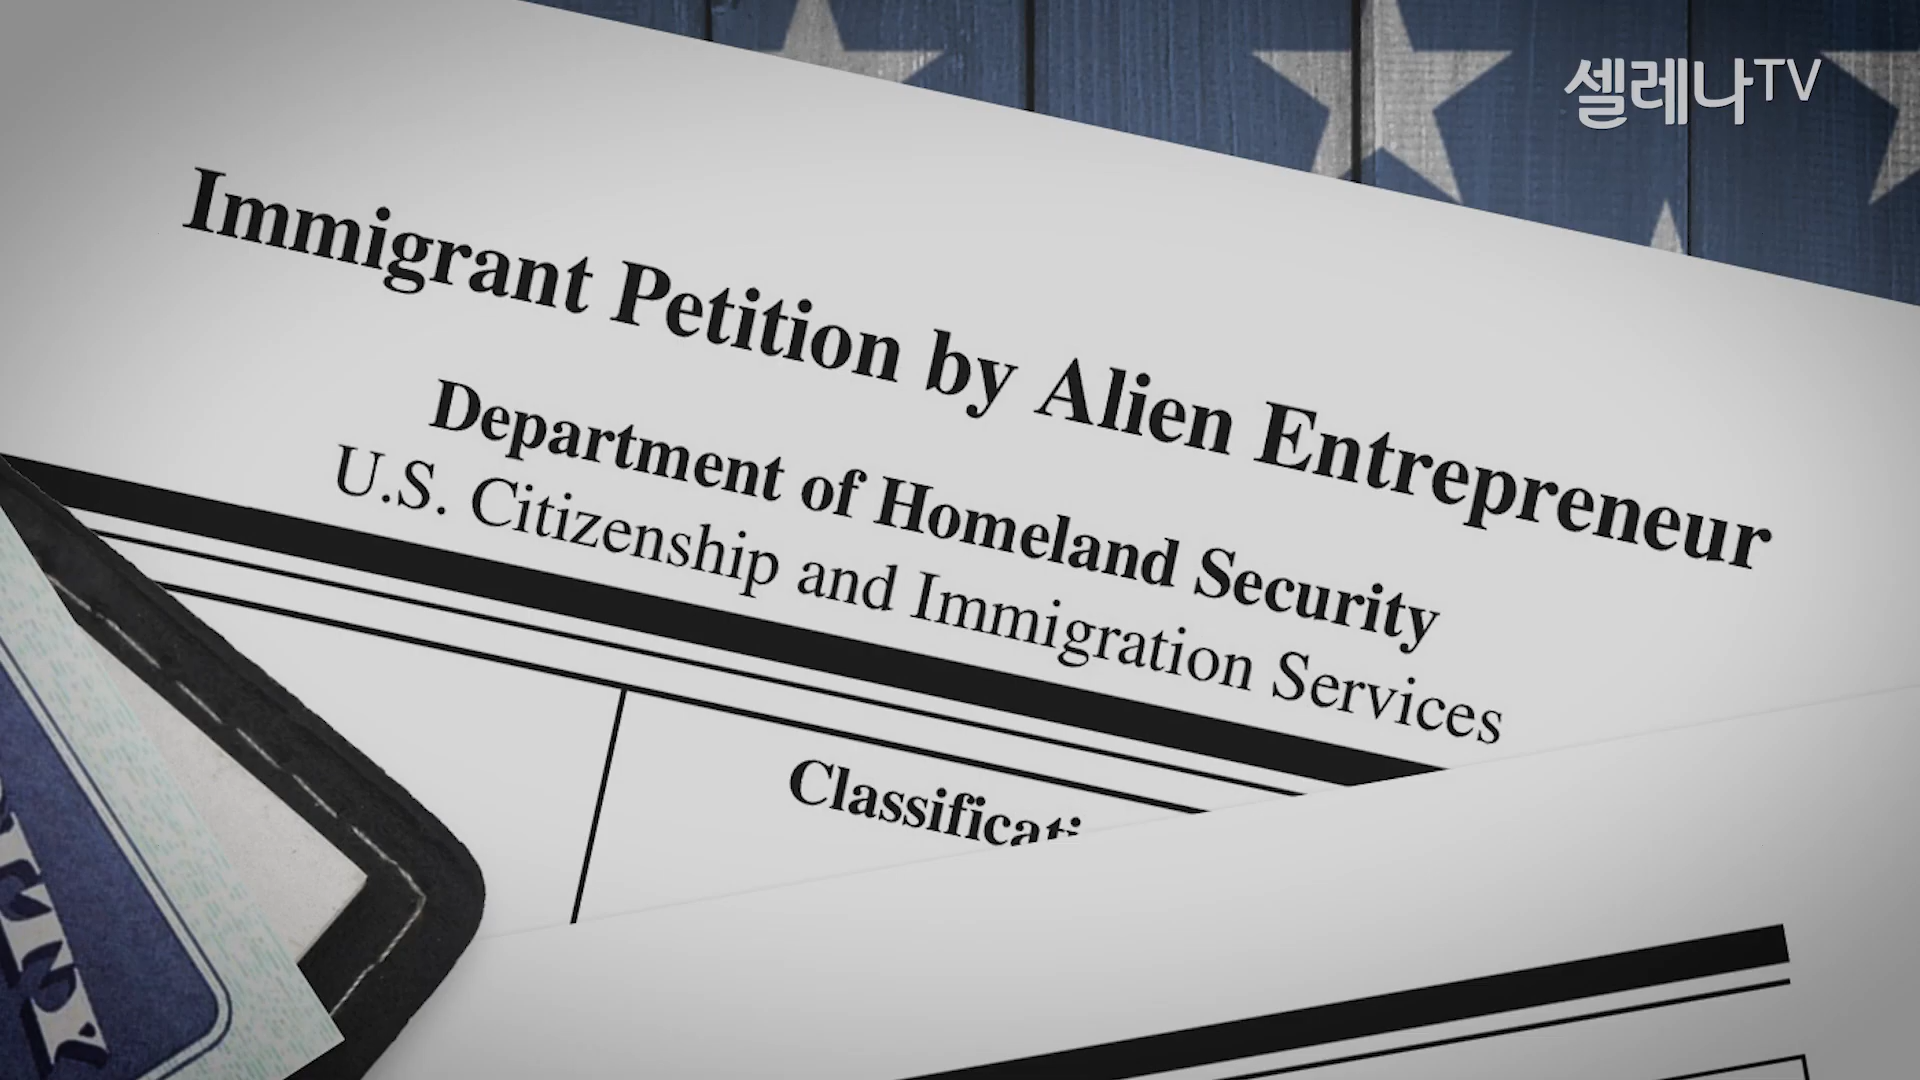 셀레나TV
Immigrant Petition by Alien Entrepreneur
Department of Homeland Security
U.S. Citizenship and Immigration Services